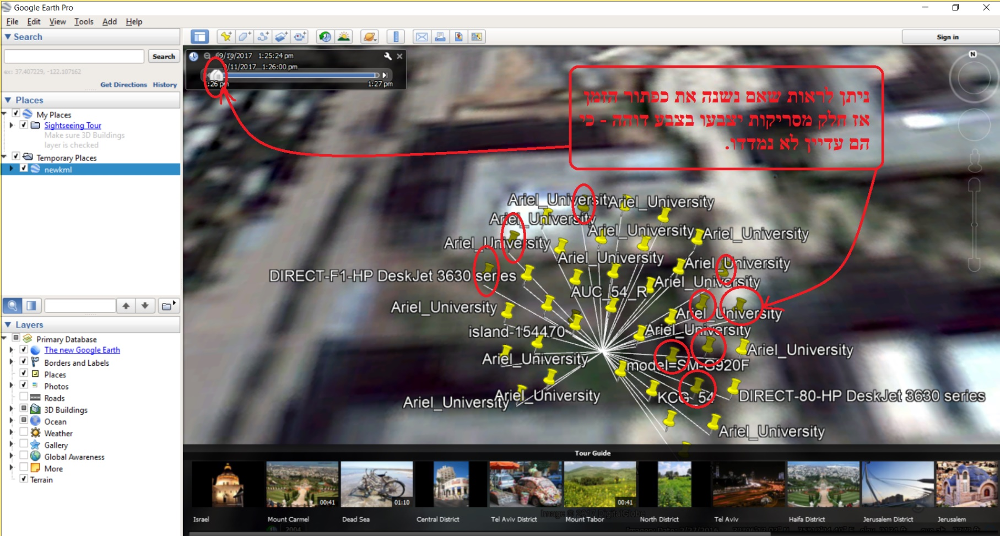 Google Earth Pro
File Edit View Tools Add Help
Search
Search
ex: 37.407229, -122.107162
Get Directions History
Places
My Places
Sightseeing Tour
Make sure 3D Buildings
layer is checked
Temporary Places
newkml
Layers
Primary Database
The new Google Earth
Borders and Labels
Places
Photos
Roads
3D Buildings
Ocean
Weather
Gallery
Global Awareness
More
Terrain
Sign in
9/11/2017 1:25:24 pm
/11/2017 1:26:00 pm
:26 pm 1:27 pm
N
ניתן לראות שאם נשנה את כפתור הזמן
אז חלק מסריקות יצבעו בצבע דוהה - כי
הם עדיין לא נמדדו.
Ariel_University Ariel_University
Ariel_University
Ariel_University Ariel_University
Ariel_University
Ariel_University
Ariel_University
DIRECT-F1-HP DeskJet 3630 series
Ariel_University
AUC_54_R
Ariel_University
Ariel_University
island-154470
Ariel_University
Ariel_University
Ariel_University
model=SM-G920F
Ariel_University
Ariel_University
KCG_54
DIRECT-80-HP DeskJet 3630 series
Ariel_University
Tour Guide
00:41 01:10 00:41
Israel Mount Carmel Dead Sea Central District Tel Aviv District Mount Tabor North District Tel Aviv Haifa District Jerusalem District Jerusalem
Image © 2017 DigitalGlobe
2004